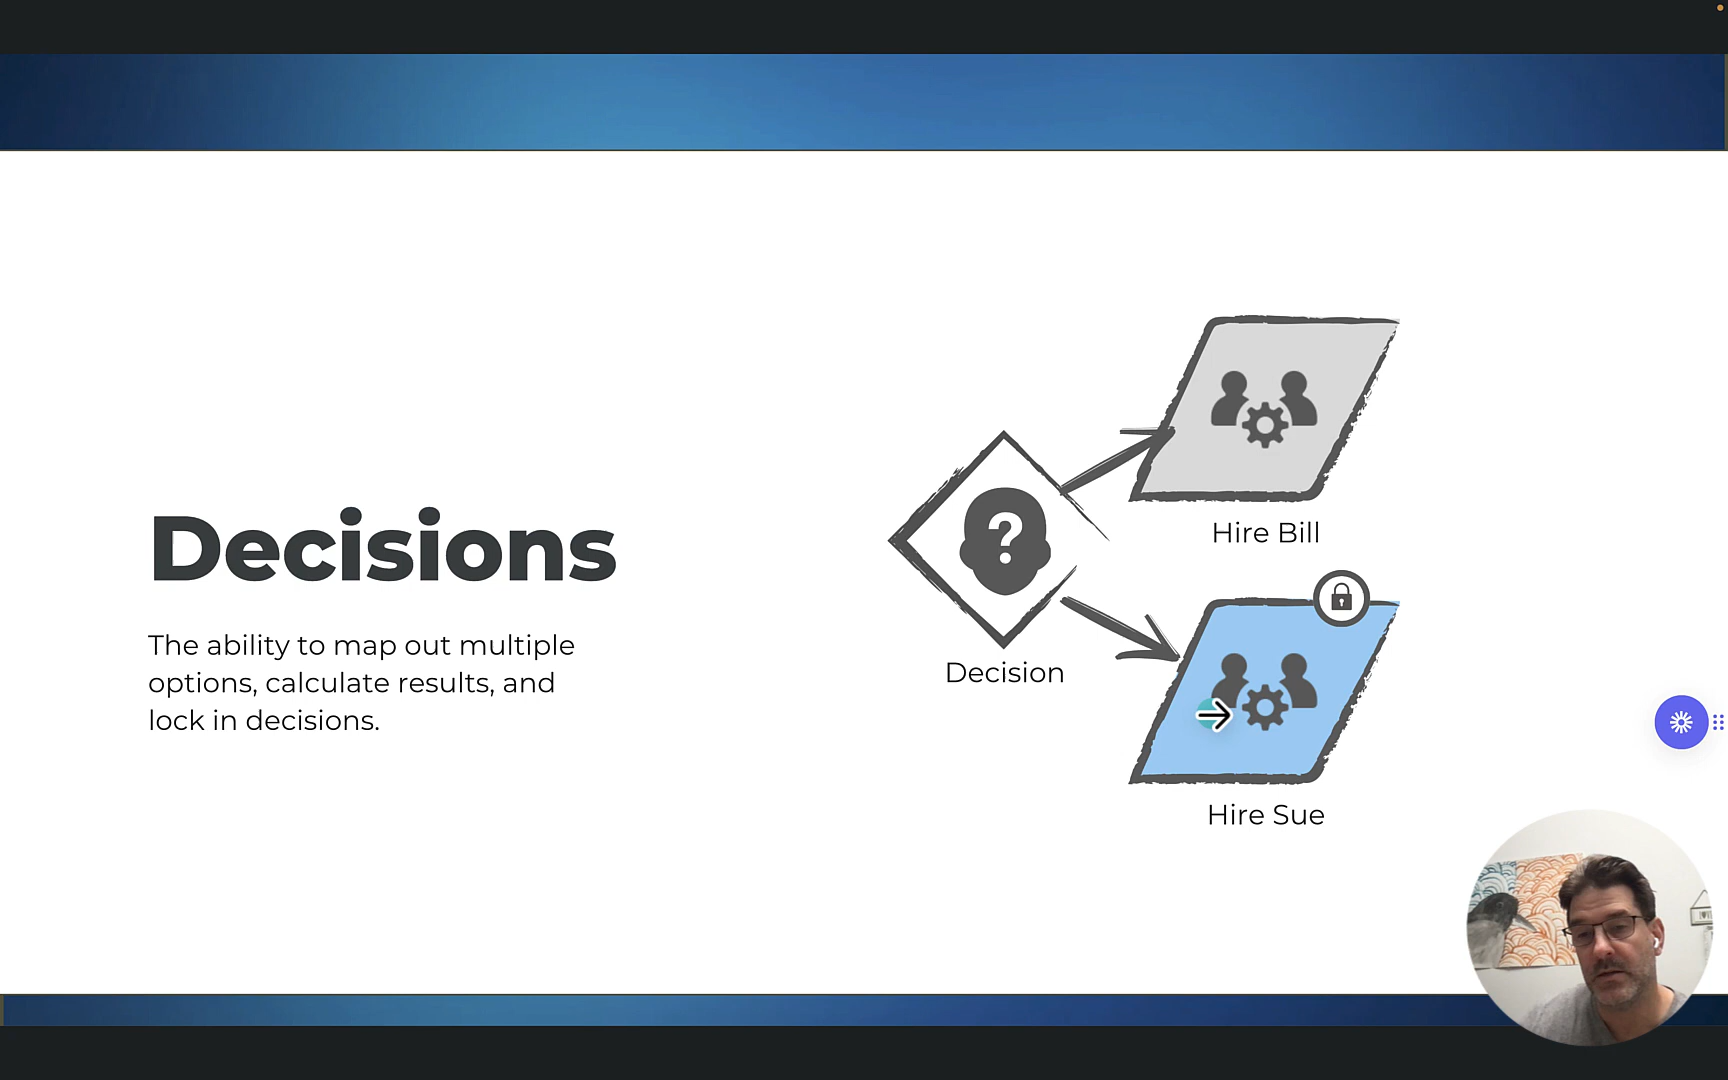 Decisions
The ability to map out multiple
options, calculate results, and
lock in decisions.
?
Decision
Hire Bill
Hire Sue